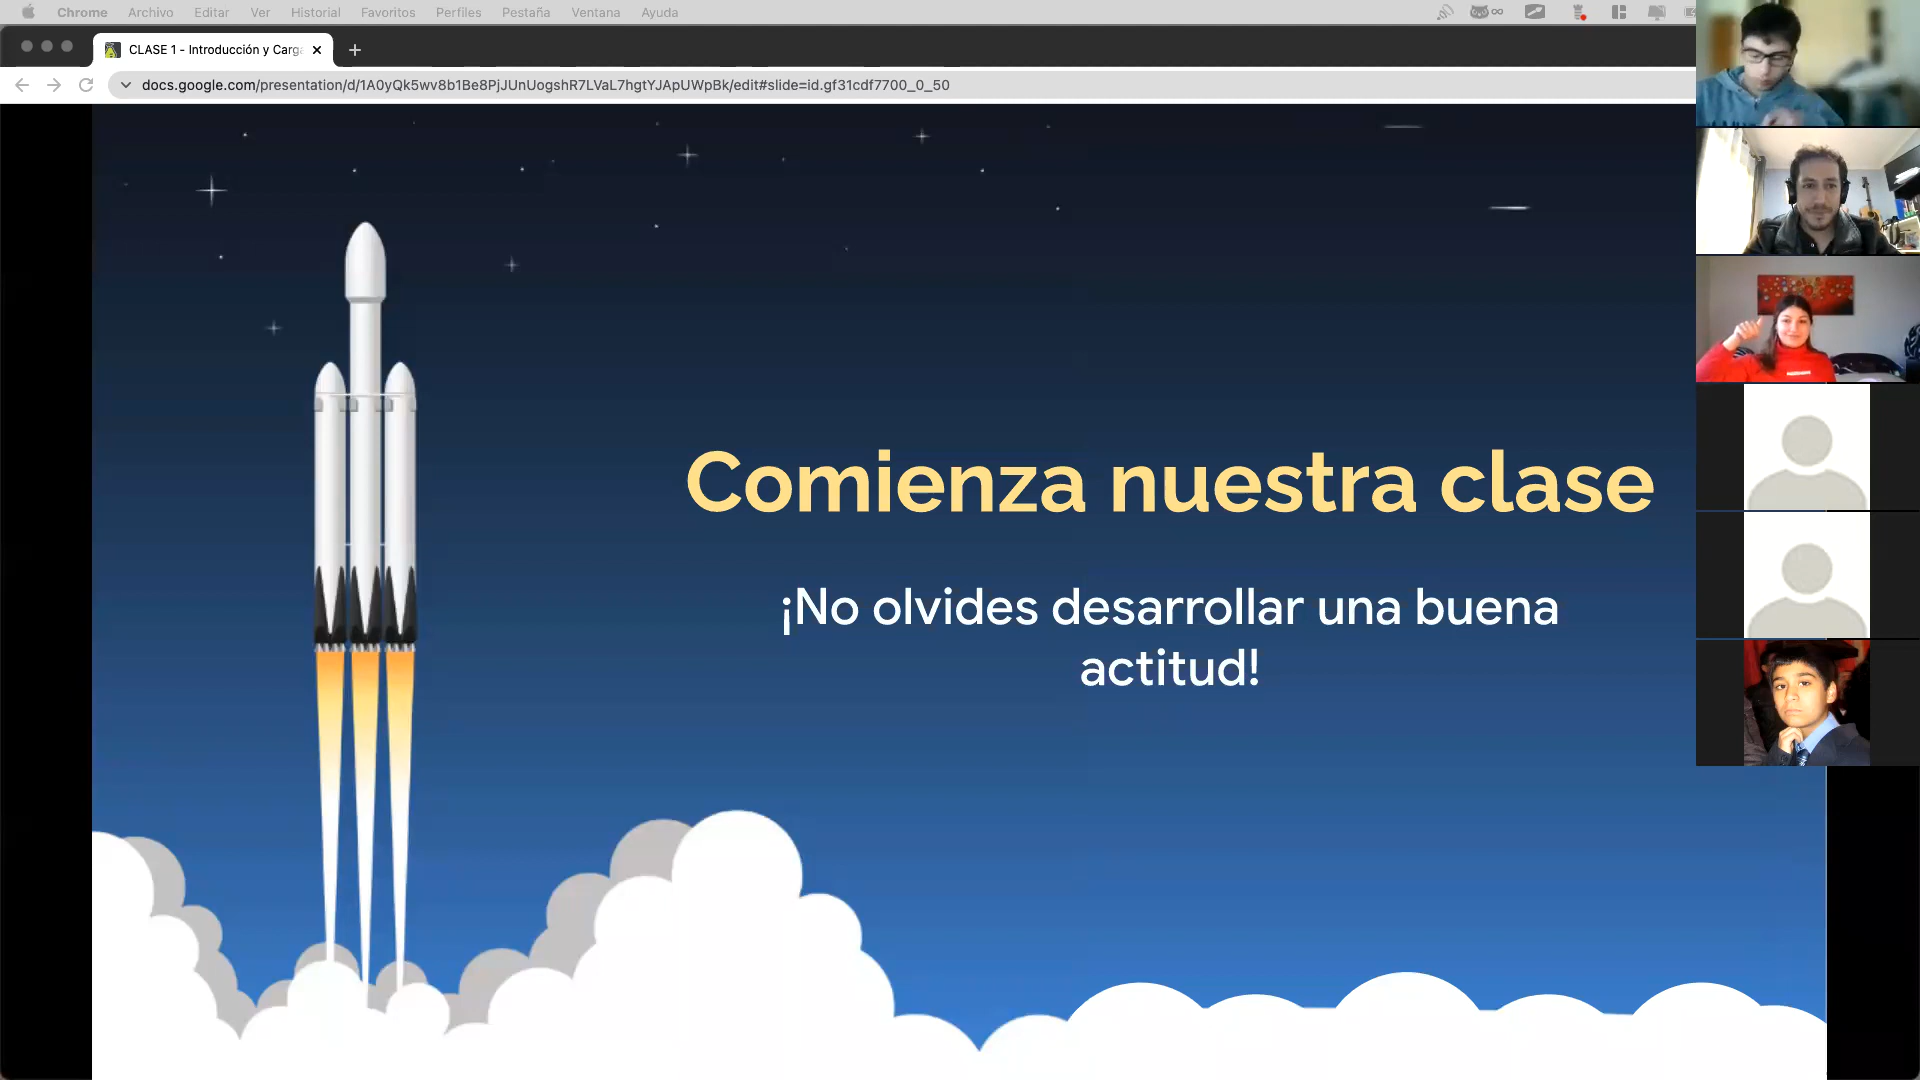 Chrome Archivo Editar Ver Historial Favoritos Perfiles Pestaña Ventana Ayuda
CLASE 1 - Introducción y Carga
docs.google.com/presentation/d/1A0yQk5wv8b1Be8PjJUnUogshR7LVaL7hgtYJApUWpBk/edit#slide=id.gf31cdf7700_0_50
Comienza nuestra clase
¡No olvides desarrollar una buena
actitud!